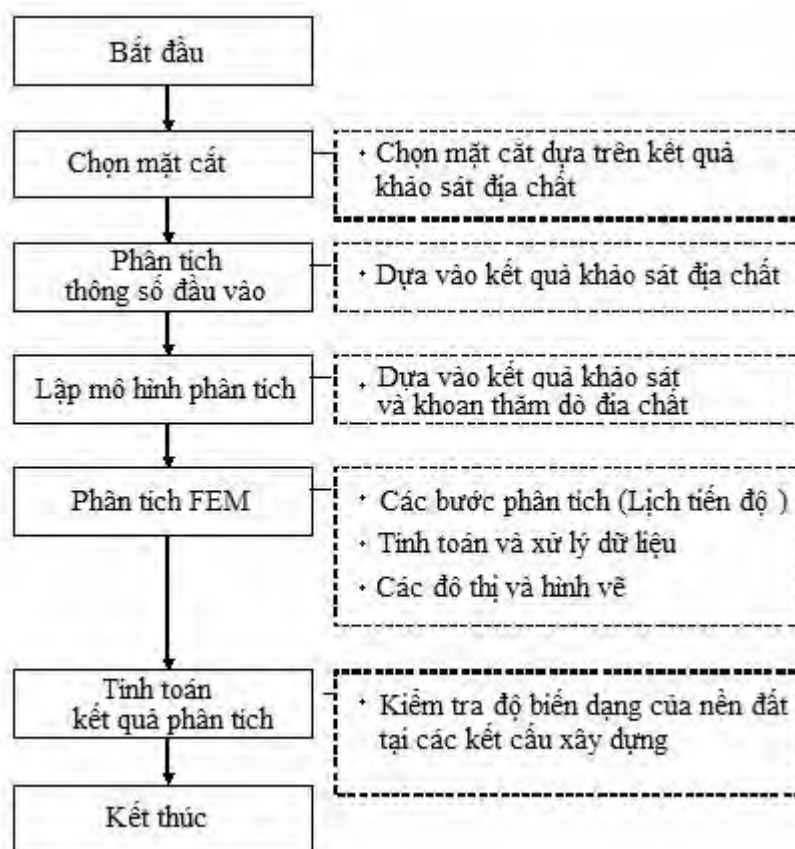 Bắt đầu
Chọn mặt cắt
· Chọn mặt cắt dựa trên kết quả
khảo sát địa chất
Phân tích
thông số đầu vào
· Dựa vào kết quả khảo sát địa chất
Lập mô hình phân tích
· Dựa vào kết quả khảo sát
và khoan thăm dò địa chất
Phân tích FEM
· Các bước phân tích (Lịch tiến độ )
· Tính toán và xử lý dữ liệu
· Các đồ thị và hình vẽ
Tính toán
kết quả phân tích
· Kiểm tra độ biến dạng của nền đất
tại các kết cấu xây dựng
Kết thúc